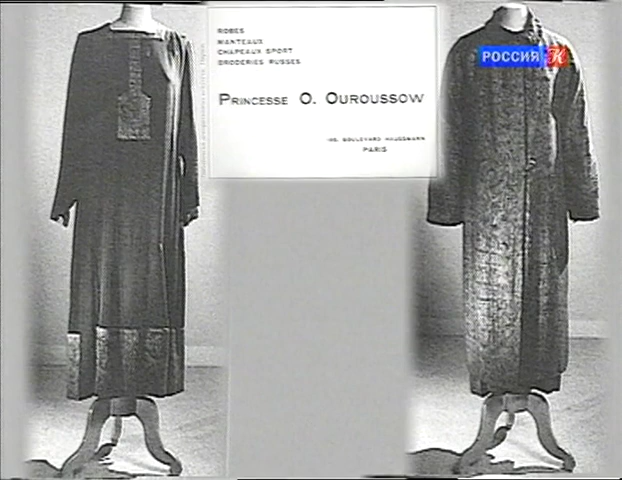 ROBES
MANTEAUX
CHAPEAUX SPORT
BRODERIES RUSSES
PRINCESSE O. OUROUSSOW
BOULEVARD HAUSSMANN
PARIS
РОССИЯ К